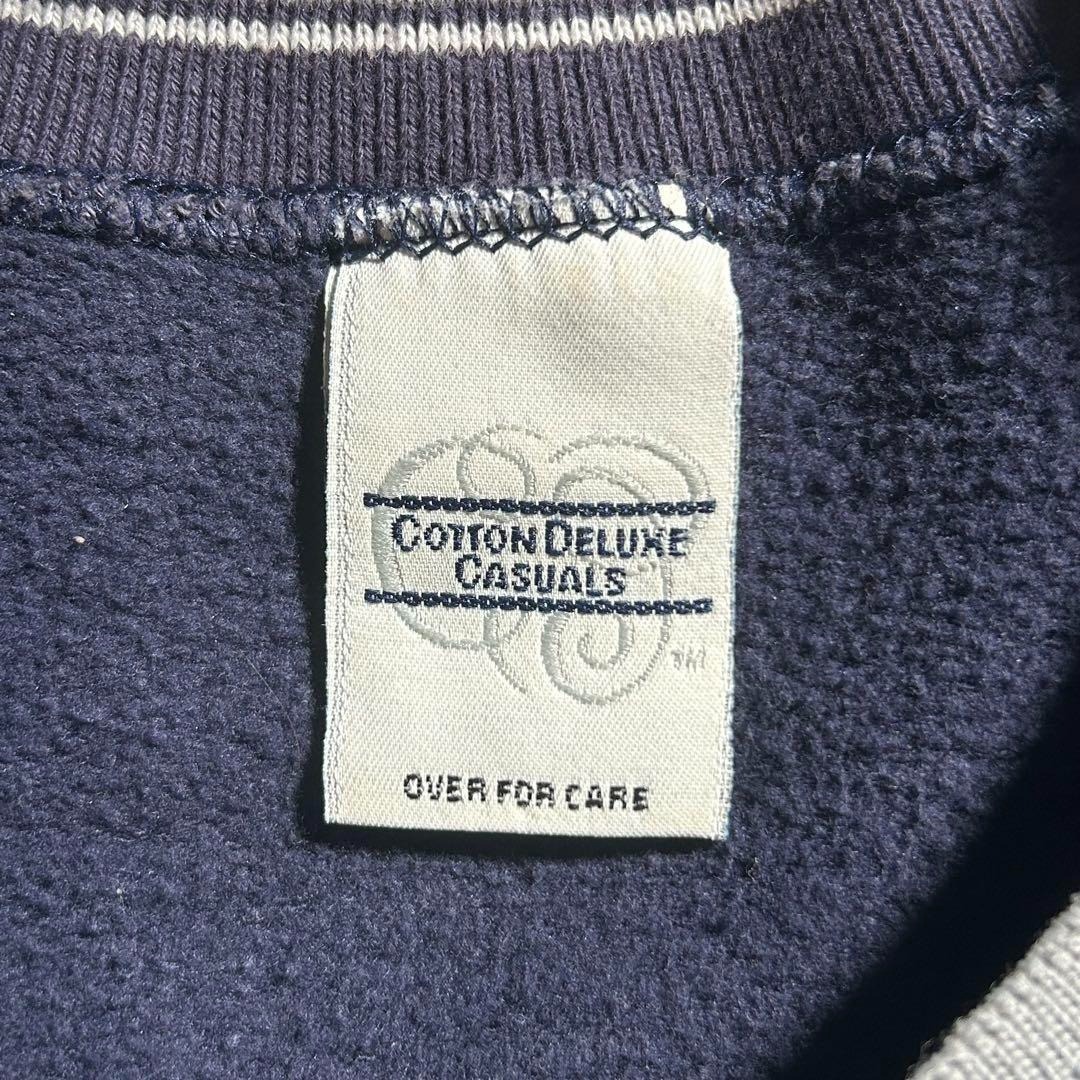 COTTON DELUXE
CASUALS
TM
OVER FOR CARE